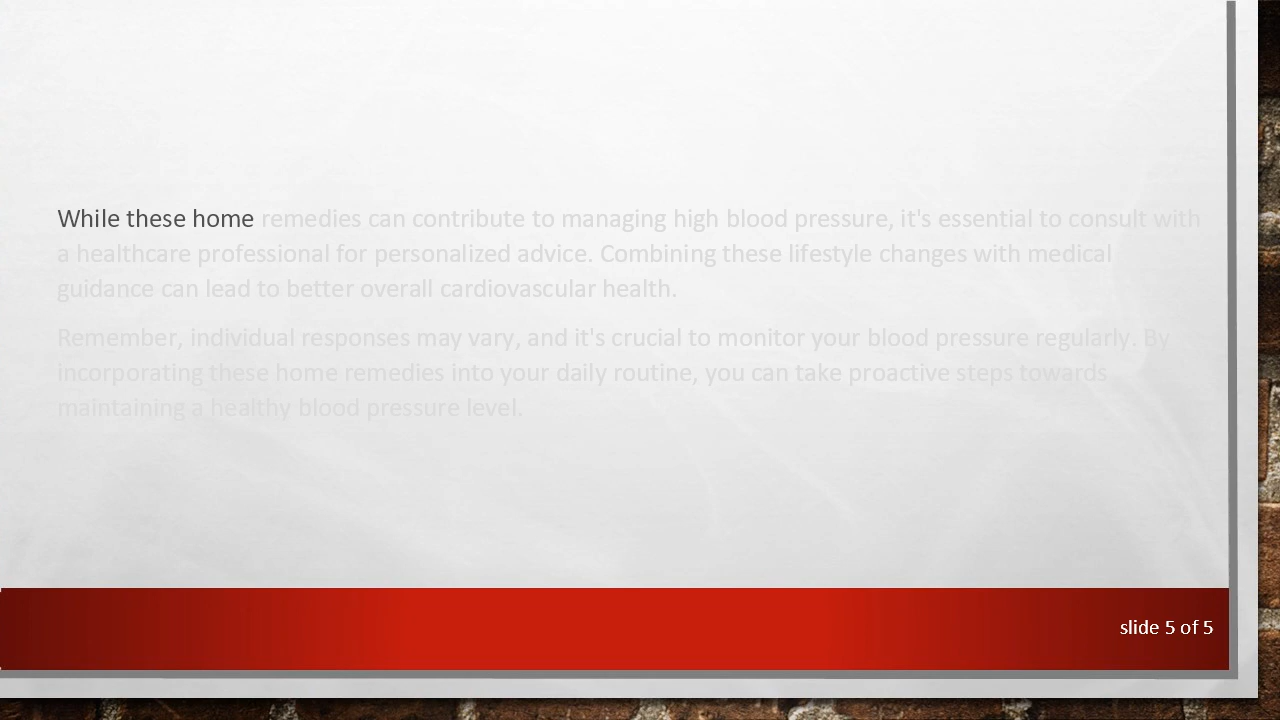 While these home remedies can contribute to managing high blood pressure, it's essential to consult with
a healthcare professional for personalized advice. Combining these lifestyle changes with medical
guidance can lead to better overall cardiovascular health.
Remember, individual responses may vary, and it's crucial to monitor your blood pressure regularly. By
incorporating these home remedies into your daily routine, you can take proactive steps towards
maintaining a healthy blood pressure level.
slide 5 of 5